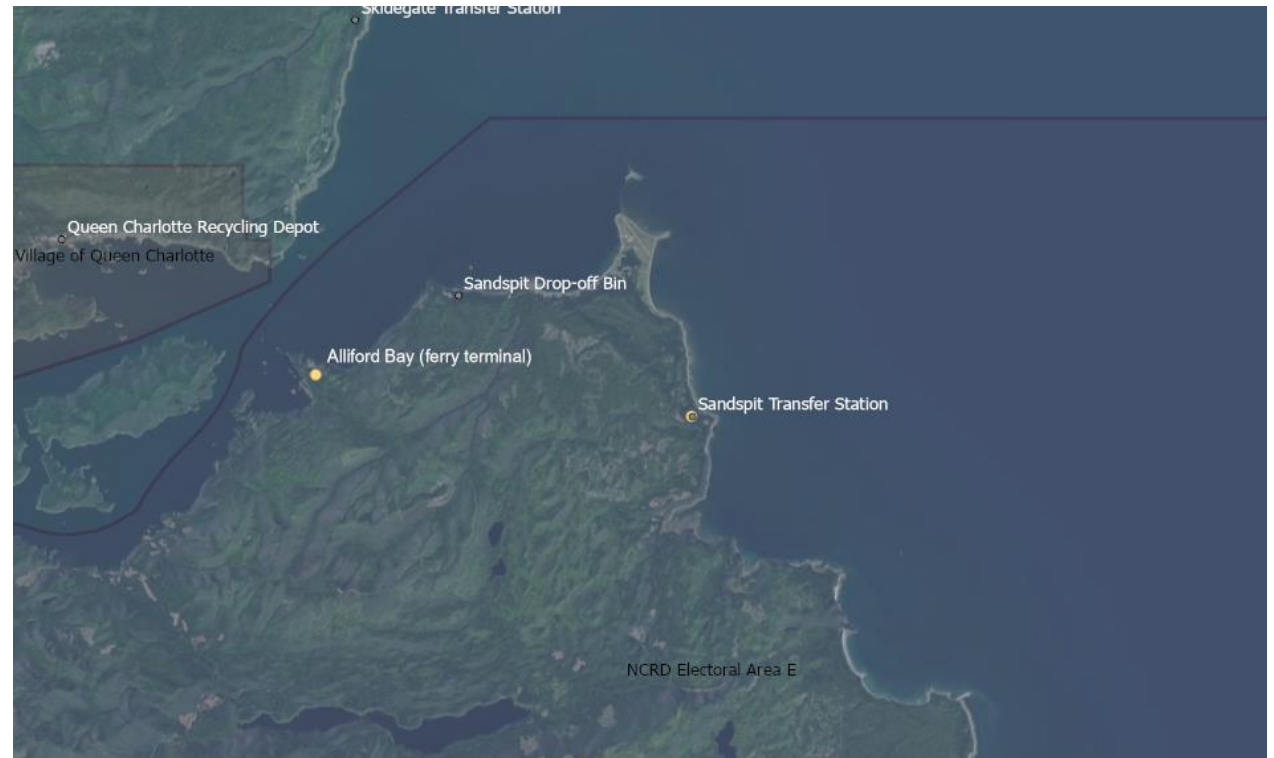 Skidegate Transfer Station
Queen Charlotte Recycling Depot
Village of Queen Charlotte
Sandspit Drop-off Bin
Alliford Bay (ferry terminal)
Sandspit Transfer Station
NCRD Electoral Area E